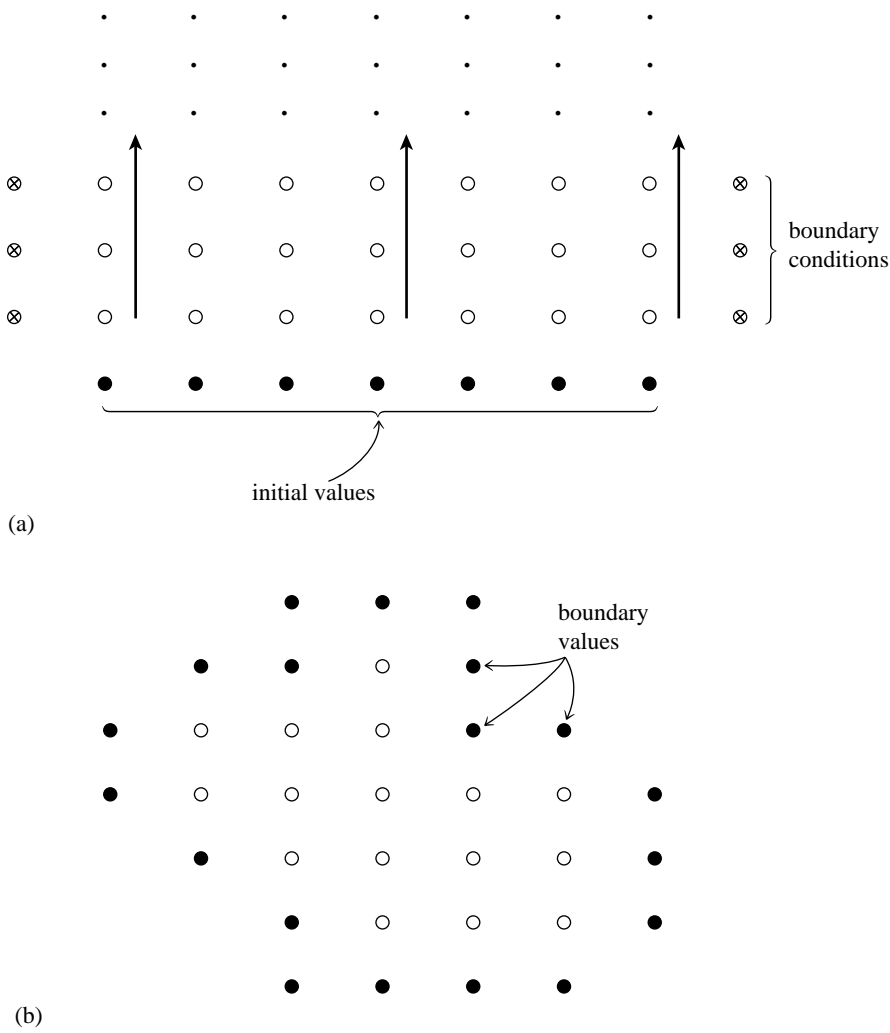 boundary
conditions
initial values
(a)
boundary
values
(b)